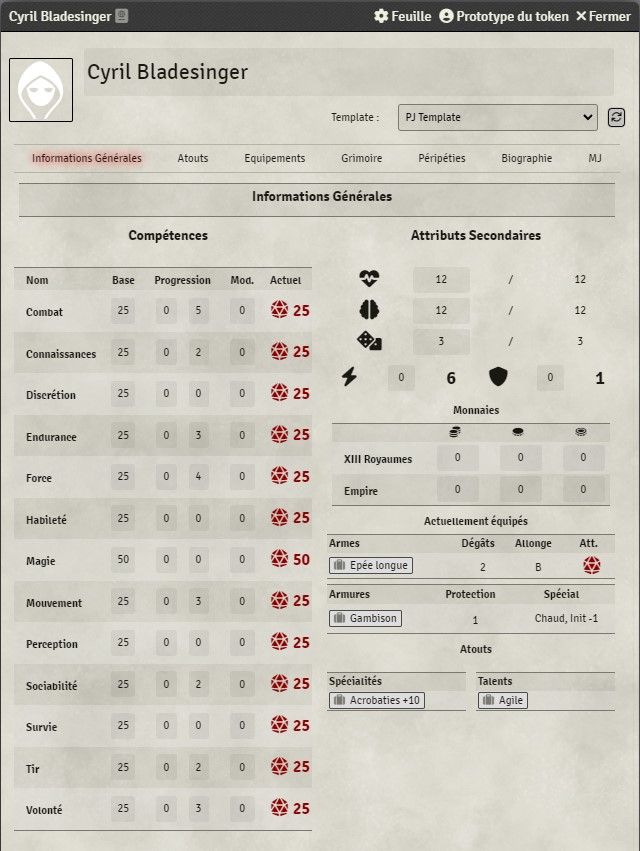 Cyril Bladesinger Feuille Prototype du token Fermer
Cyril Bladesinger
Template : PJ Template
Informations Générales Atouts Equipements Grimoire Péripéties Biographie MJ
Informations Générales
Compétences
Nom Base Progression Mod. Actuel
Combat 25 0 5 0 25
Connaissances 25 0 2 0 25
Discrétion 25 0 0 0 25
Endurance 25 0 3 0 25
Force 25 0 4 0 25
Habileté 25 0 0 0 25
Magie 50 0 0 0 50
Mouvement 25 0 3 0 25
Perception 25 0 0 0 25
Sociabilité 25 0 2 0 25
Survie 25 0 0 0 25
Tir 25 0 2 0 25
Volonté 25 0 3 0 25
Attributs Secondaires
12 / 12
12 / 12
3 / 3
0 6 0 1
Monnaies
XIII Royaumes 0 0 0
Empire 0 0 0
Actuellement équipés
Armes Dégâts Allonge Att.
Epée longue 2 B
Armures Protection Spécial
Gambison 1 Chaud, Init -1
Atouts
Spécialités Talents
Acrobaties +10 Agile